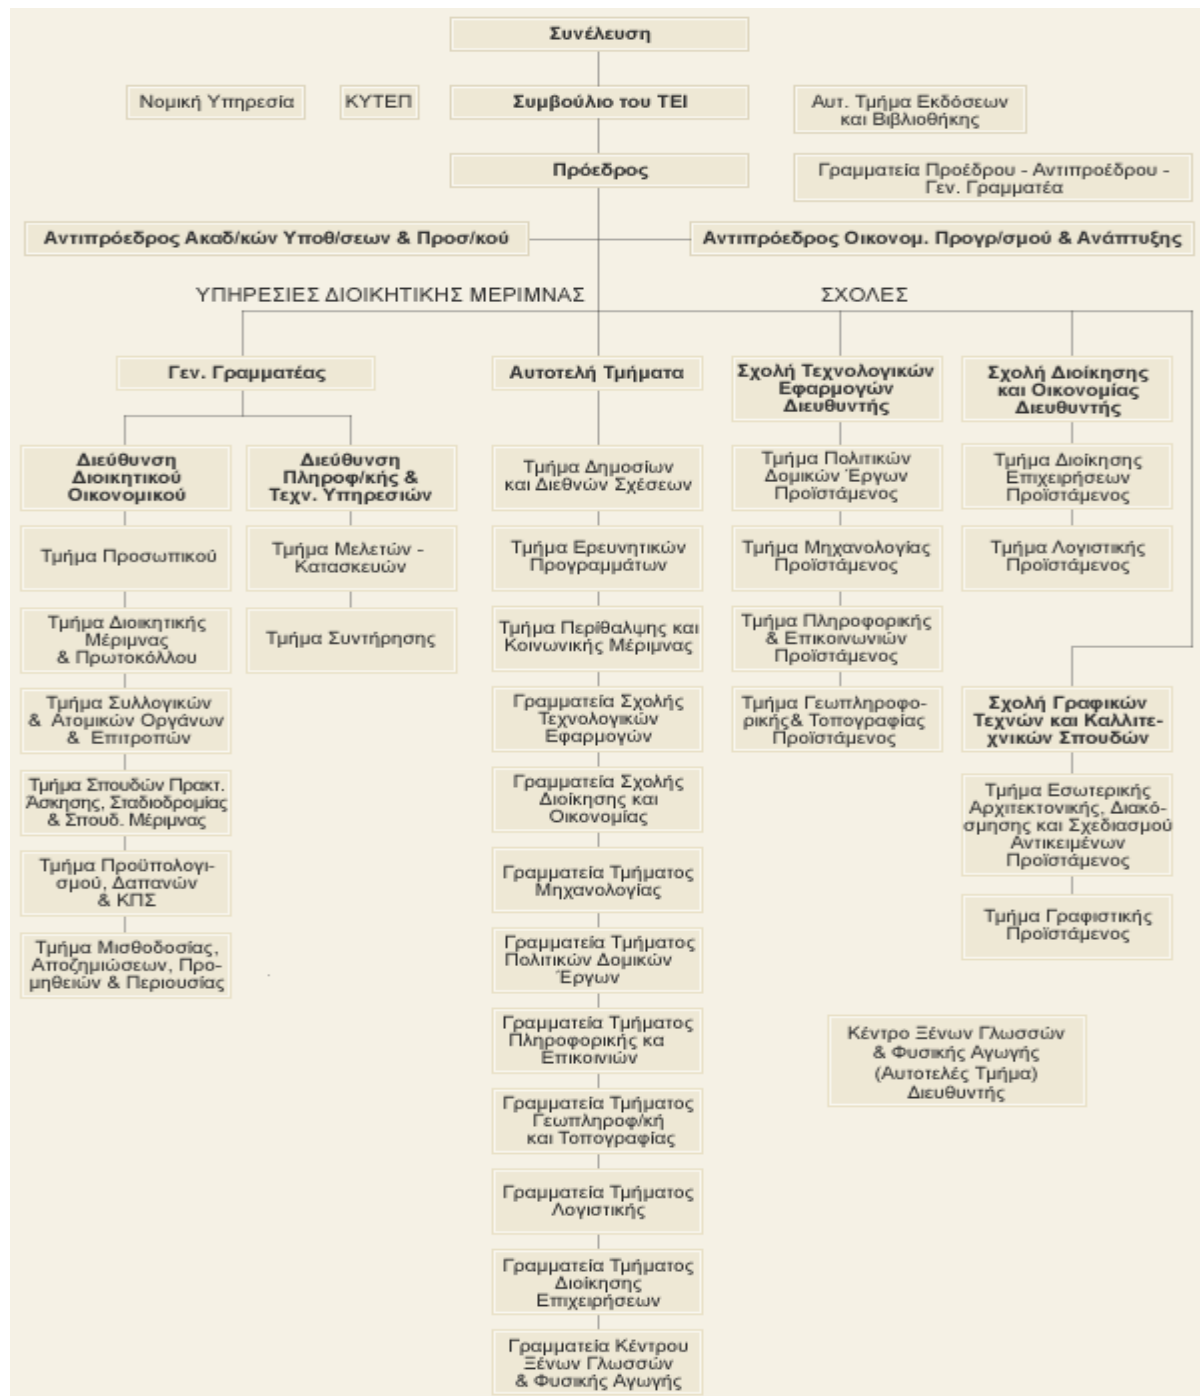 Συνέλευση
Νομική Υπηρεσία
ΚΥΤΕΠ
Συμβούλιο του ΤΕΙ
Αυτ. Τμήμα Εκδόσεων
και Βιβλιοθήκης
Πρόεδρος
Γραμματεία Προέδρου - Αντιπροέδρου -
Γεν. Γραμματέα
Αντιπρόεδρος Ακαδ/κών Υποθ/σεων & Προσ/κού
Αντιπρόεδρος Οικονομ. Προγρ/σμού & Ανάπτυξης
ΥΠΗΡΕΣΙΕΣ ΔΙΟΙΚΗΤΙΚΗΣ ΜΕΡΙΜΝΑΣ
ΣΧΟΛΕΣ
Γεν. Γραμματέας
Διεύθυνση
Διοικητικού
Οικονομικού
Τμήμα Προσωπικού
Τμήμα Διοικητικής
Μέριμνας
& Πρωτοκόλλου
Τμήμα Συλλογικών
& Ατομικών Οργάνων
& Επιτροπών
Τμήμα Σπουδών Πρακτ.
Άσκησης, Σταδιοδρομίας
& Σπουδ. Μέριμνας
Τμήμα Προϋπολογι-
σμού, Δαπανών
& ΚΠΣ
Τμήμα Μισθοδοσίας,
Αποζημιώσεων, Προ-
μηθειών & Περιουσίας
Διεύθυνση
Πληροφ/κής &
Τεχν. Υπηρεσιών
Τμήμα Μελετών -
Κατασκευών
Τμήμα Συντήρησης
Αυτοτελή Τμήματα
Τμήμα Δημοσίων
και Διεθνών Σχέσεων
Τμήμα Ερευνητικών
Προγραμμάτων
Τμήμα Περίθαλψης και
Κοινωνικής Μέριμνας
Γραμματεία Σχολής
Τεχνολογικών
Εφαρμογών
Γραμματεία Σχολής
Διοίκησης και
Οικονομίας
Γραμματεία Τμήματος
Μηχανολογίας
Γραμματεία Τμήματος
Πολιτικών Δομικών
Έργων
Γραμματεία Τμήματος
Πληροφορικής κα
Επικοινιών
Γραμματεία Τμήματος
Γεωπληροφ/κή
και Τοπογραφίας
Γραμματεία Τμήματος
Λογιστικής
Γραμματεία Τμήματος
Διοίκησης
Επιχειρήσεων
Γραμματεία Κέντρου
Ξένων Γλωσσών
& Φυσικής Αγωγής
Σχολή Τεχνολογικών
Εφαρμογών
Διευθυντής
Τμήμα Πολιτικών
Δομικών Έργων
Προϊστάμενος
Τμήμα Μηχανολογίας
Προϊστάμενος
Τμήμα Πληροφορικής
& Επικοινωνιών
Προϊστάμενος
Τμήμα Γεωπληροφο-
ρικής & Τοπογραφίας
Προϊστάμενος
Σχολή Διοίκησης
και Οικονομίας
Διευθυντής
Τμήμα Διοίκησης
Επιχειρήσεων
Προϊστάμενος
Τμήμα Λογιστικής
Προϊστάμενος
Σχολή Γραφικών
Τεχνών και Καλλιτε-
χνικών Σπουδών
Τμήμα Εσωτερικής
Αρχιτεκτονικής, Διακό-
σμησης και Σχεδιασμού
Αντικειμένων
Προϊστάμενος
Τμήμα Γραφιστικής
Προϊστάμενος
Κέντρο Ξένων Γλωσσών
& Φυσικής Αγωγής
(Αυτοτελές Τμήμα)
Διευθυντής